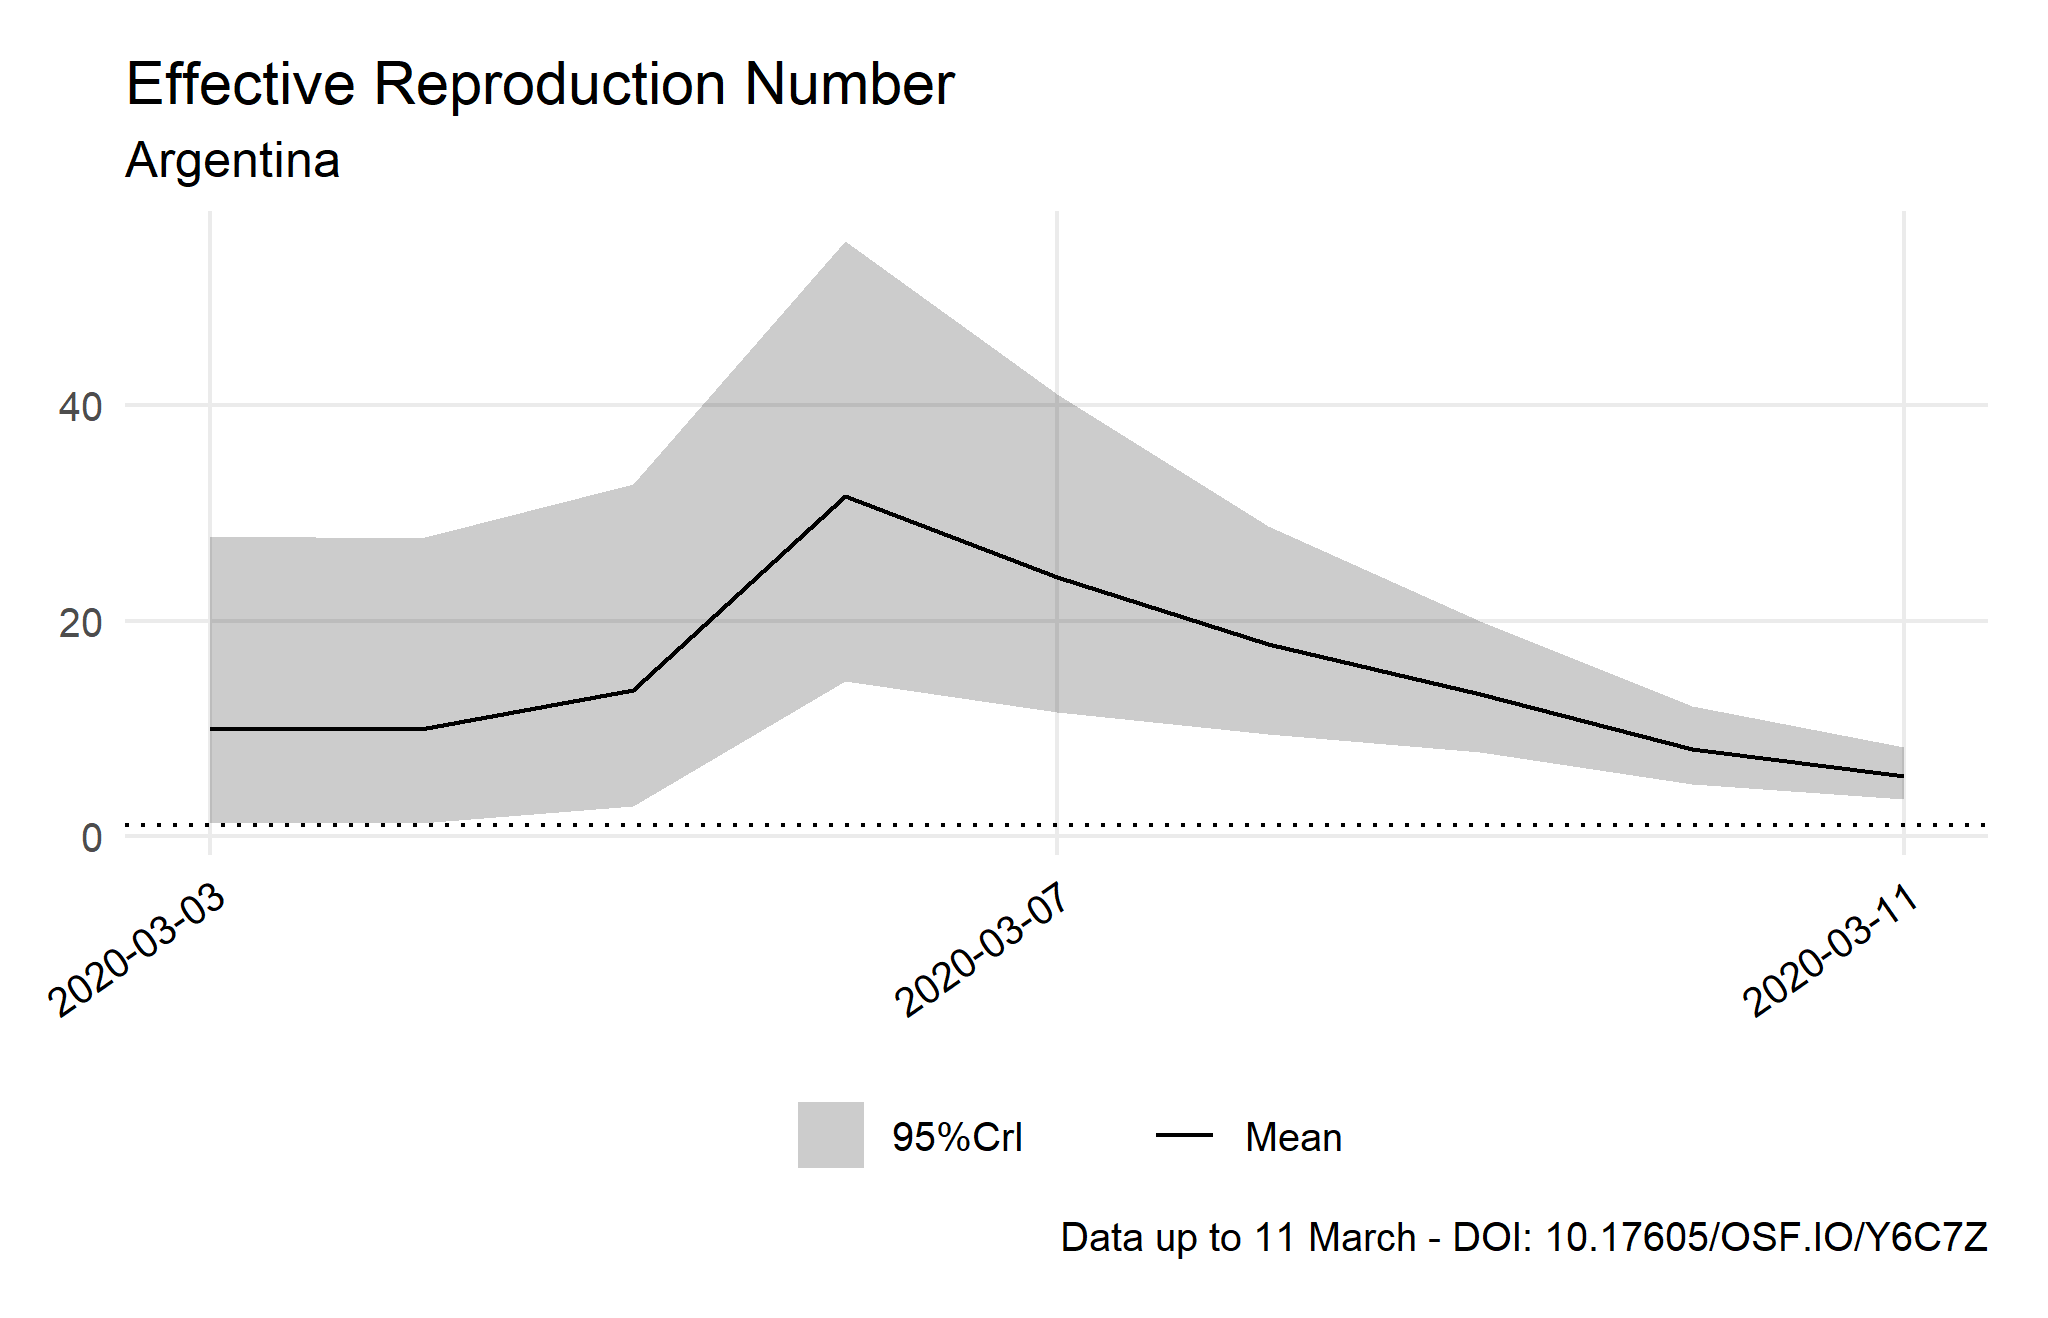 Effective Reproduction Number
Argentina
40
20
0
2020-03-03
2020-03-07
2020-03-11
95%CrI
Mean
Data up to 11 March - DOI: 10.17605/OSF.IO/Y6C7Z